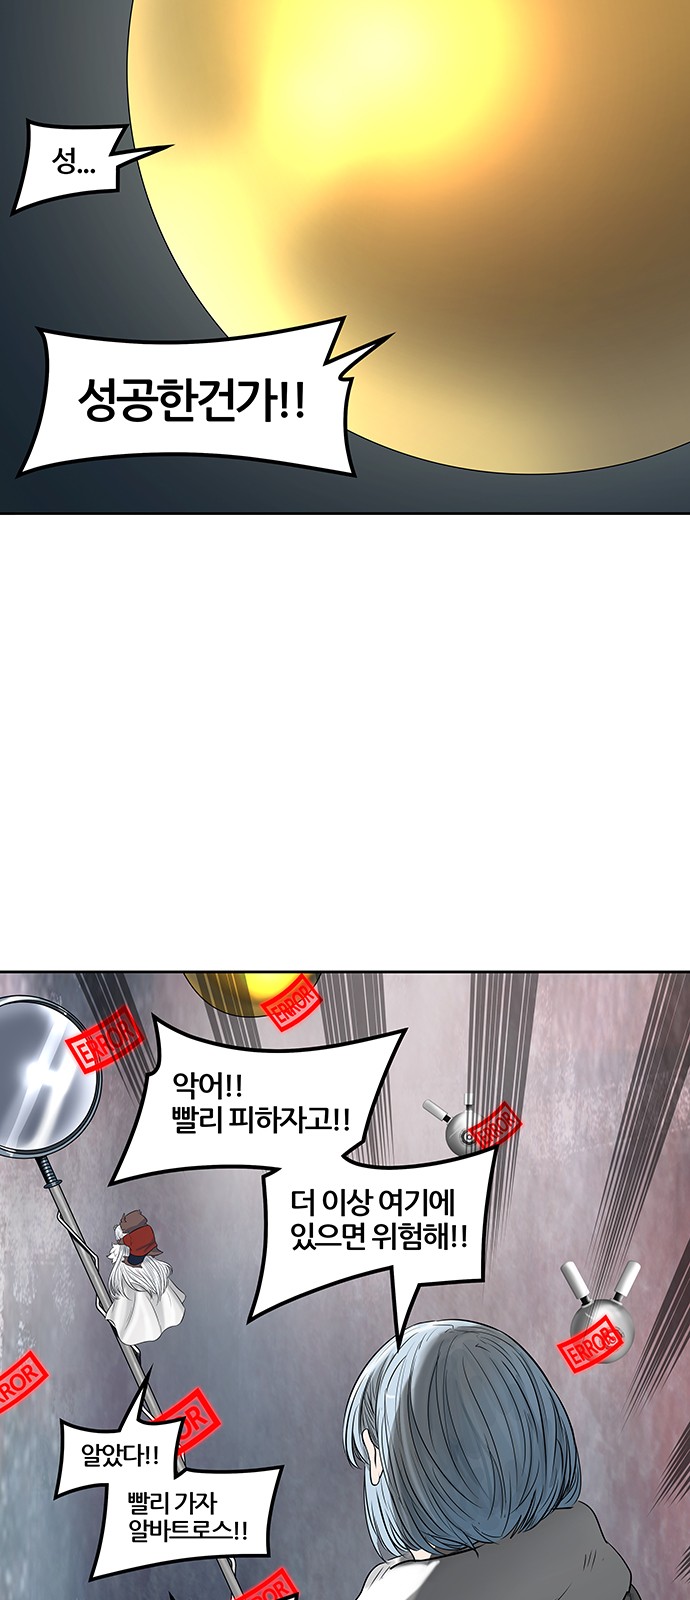 성...
성공한건가!!
ERROR
ERROR
악어!!
빨리 피하자고!!
ERROR
더 이상 여기에
있으면 위험해!!
ERROR
알았다!!
빨리 가자
알바트로스!!